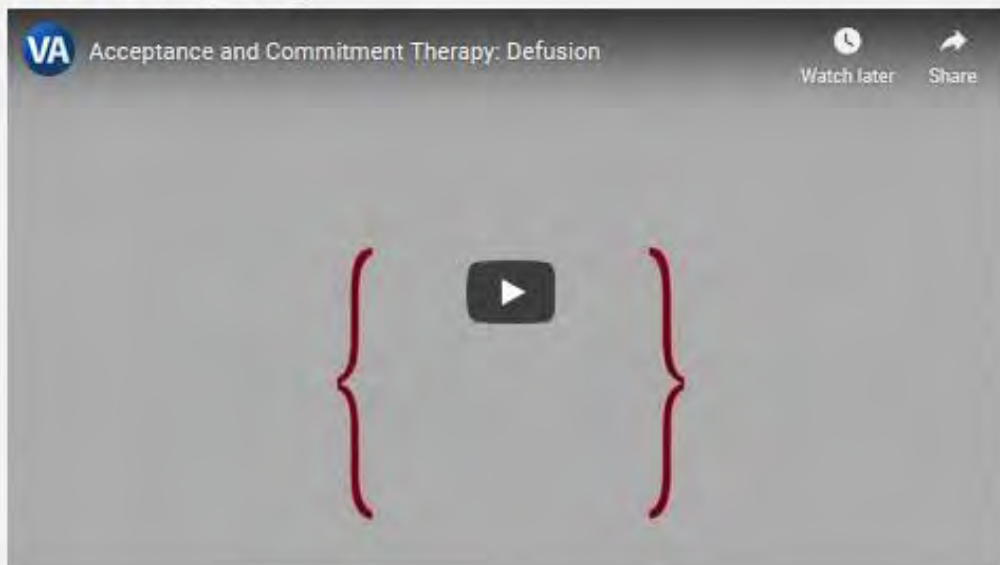 VA Acceptance and Commitment Therapy: Defusion
Watch later Share
{ }